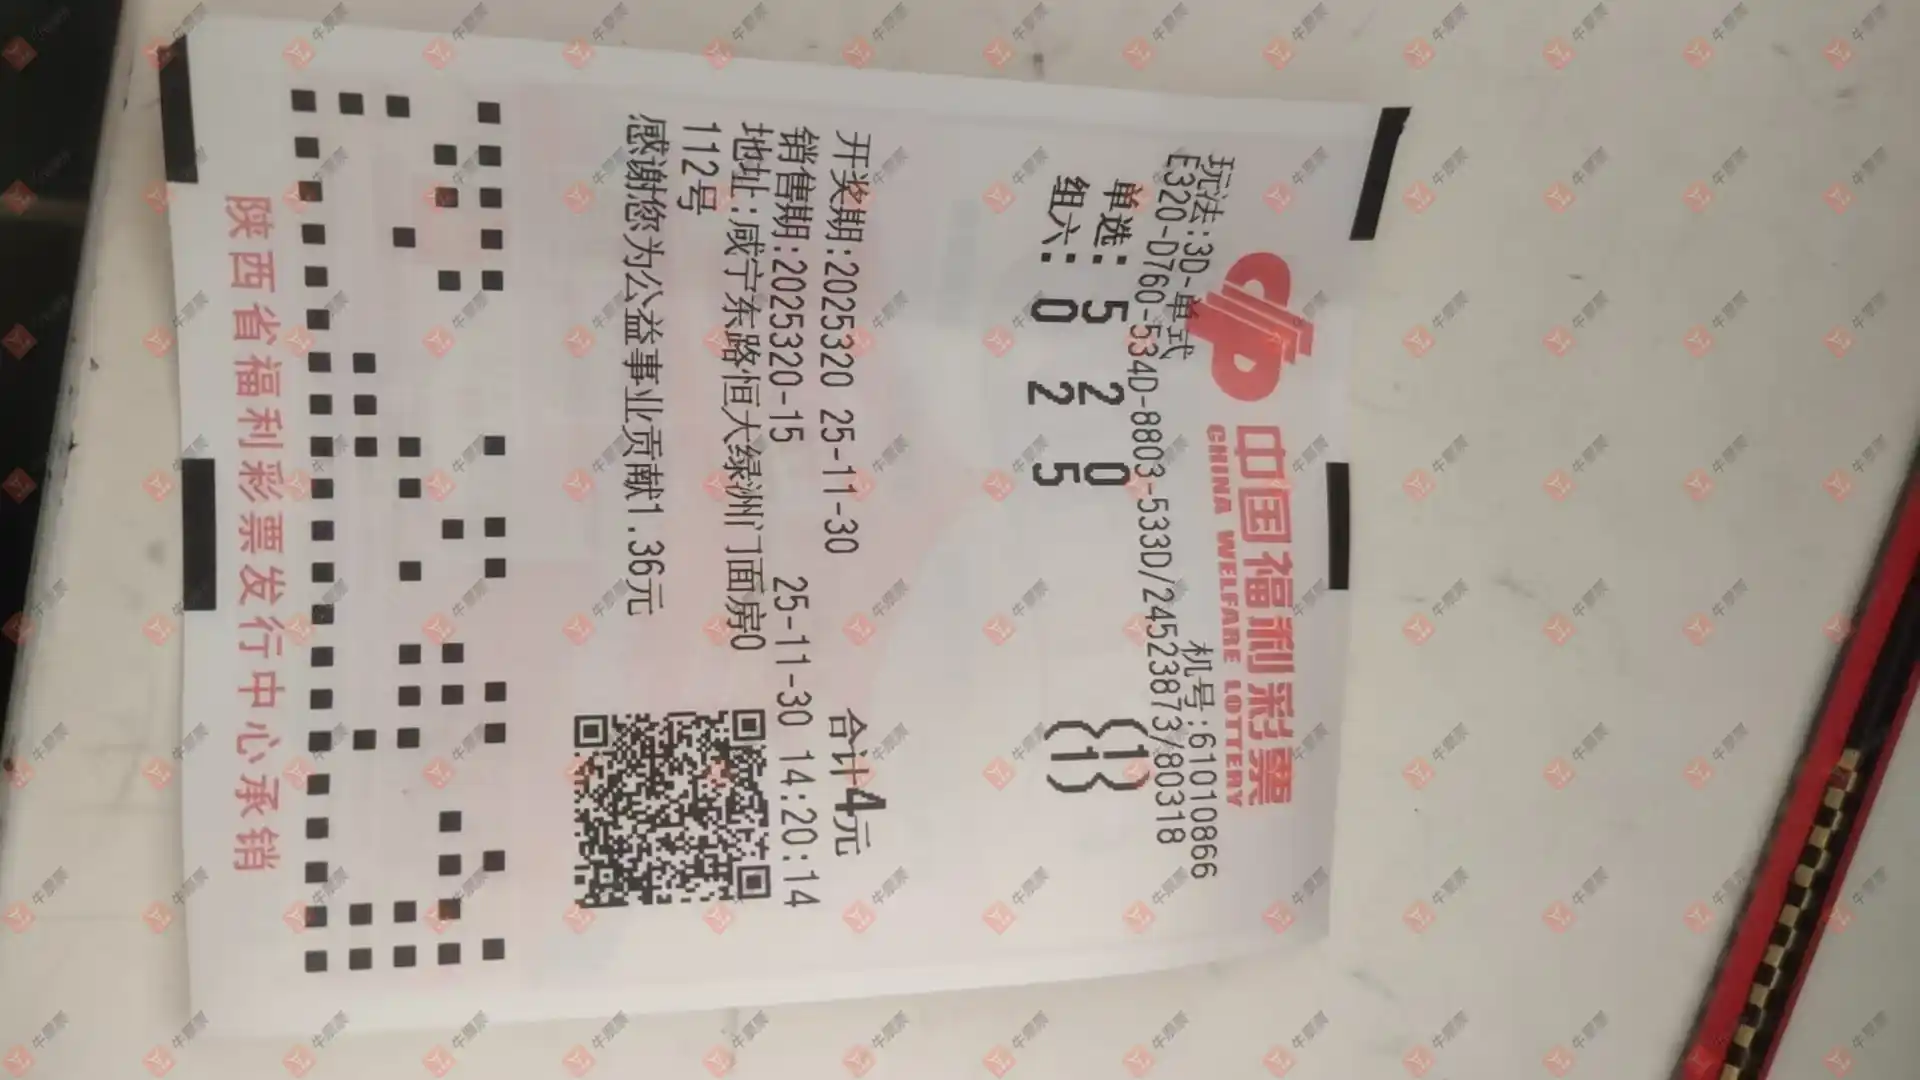 中国福利彩票
CHINA WELFARE LOTTERY
玩法:3D-单式 机号:61010866
E320-D760-534D-8803-533D/24523873/80318
单选: 5 2 0 (1)
组六: 0 2 5 (1)
开奖期:2025320 25-11-30 合计4元
销售期:2025320-15 25-11-30 14:20:14
地址:咸宁东路恒大绿洲门面房0
112号
感谢您为公益事业贡献1.36元
陕西省福利彩票发行中心承销